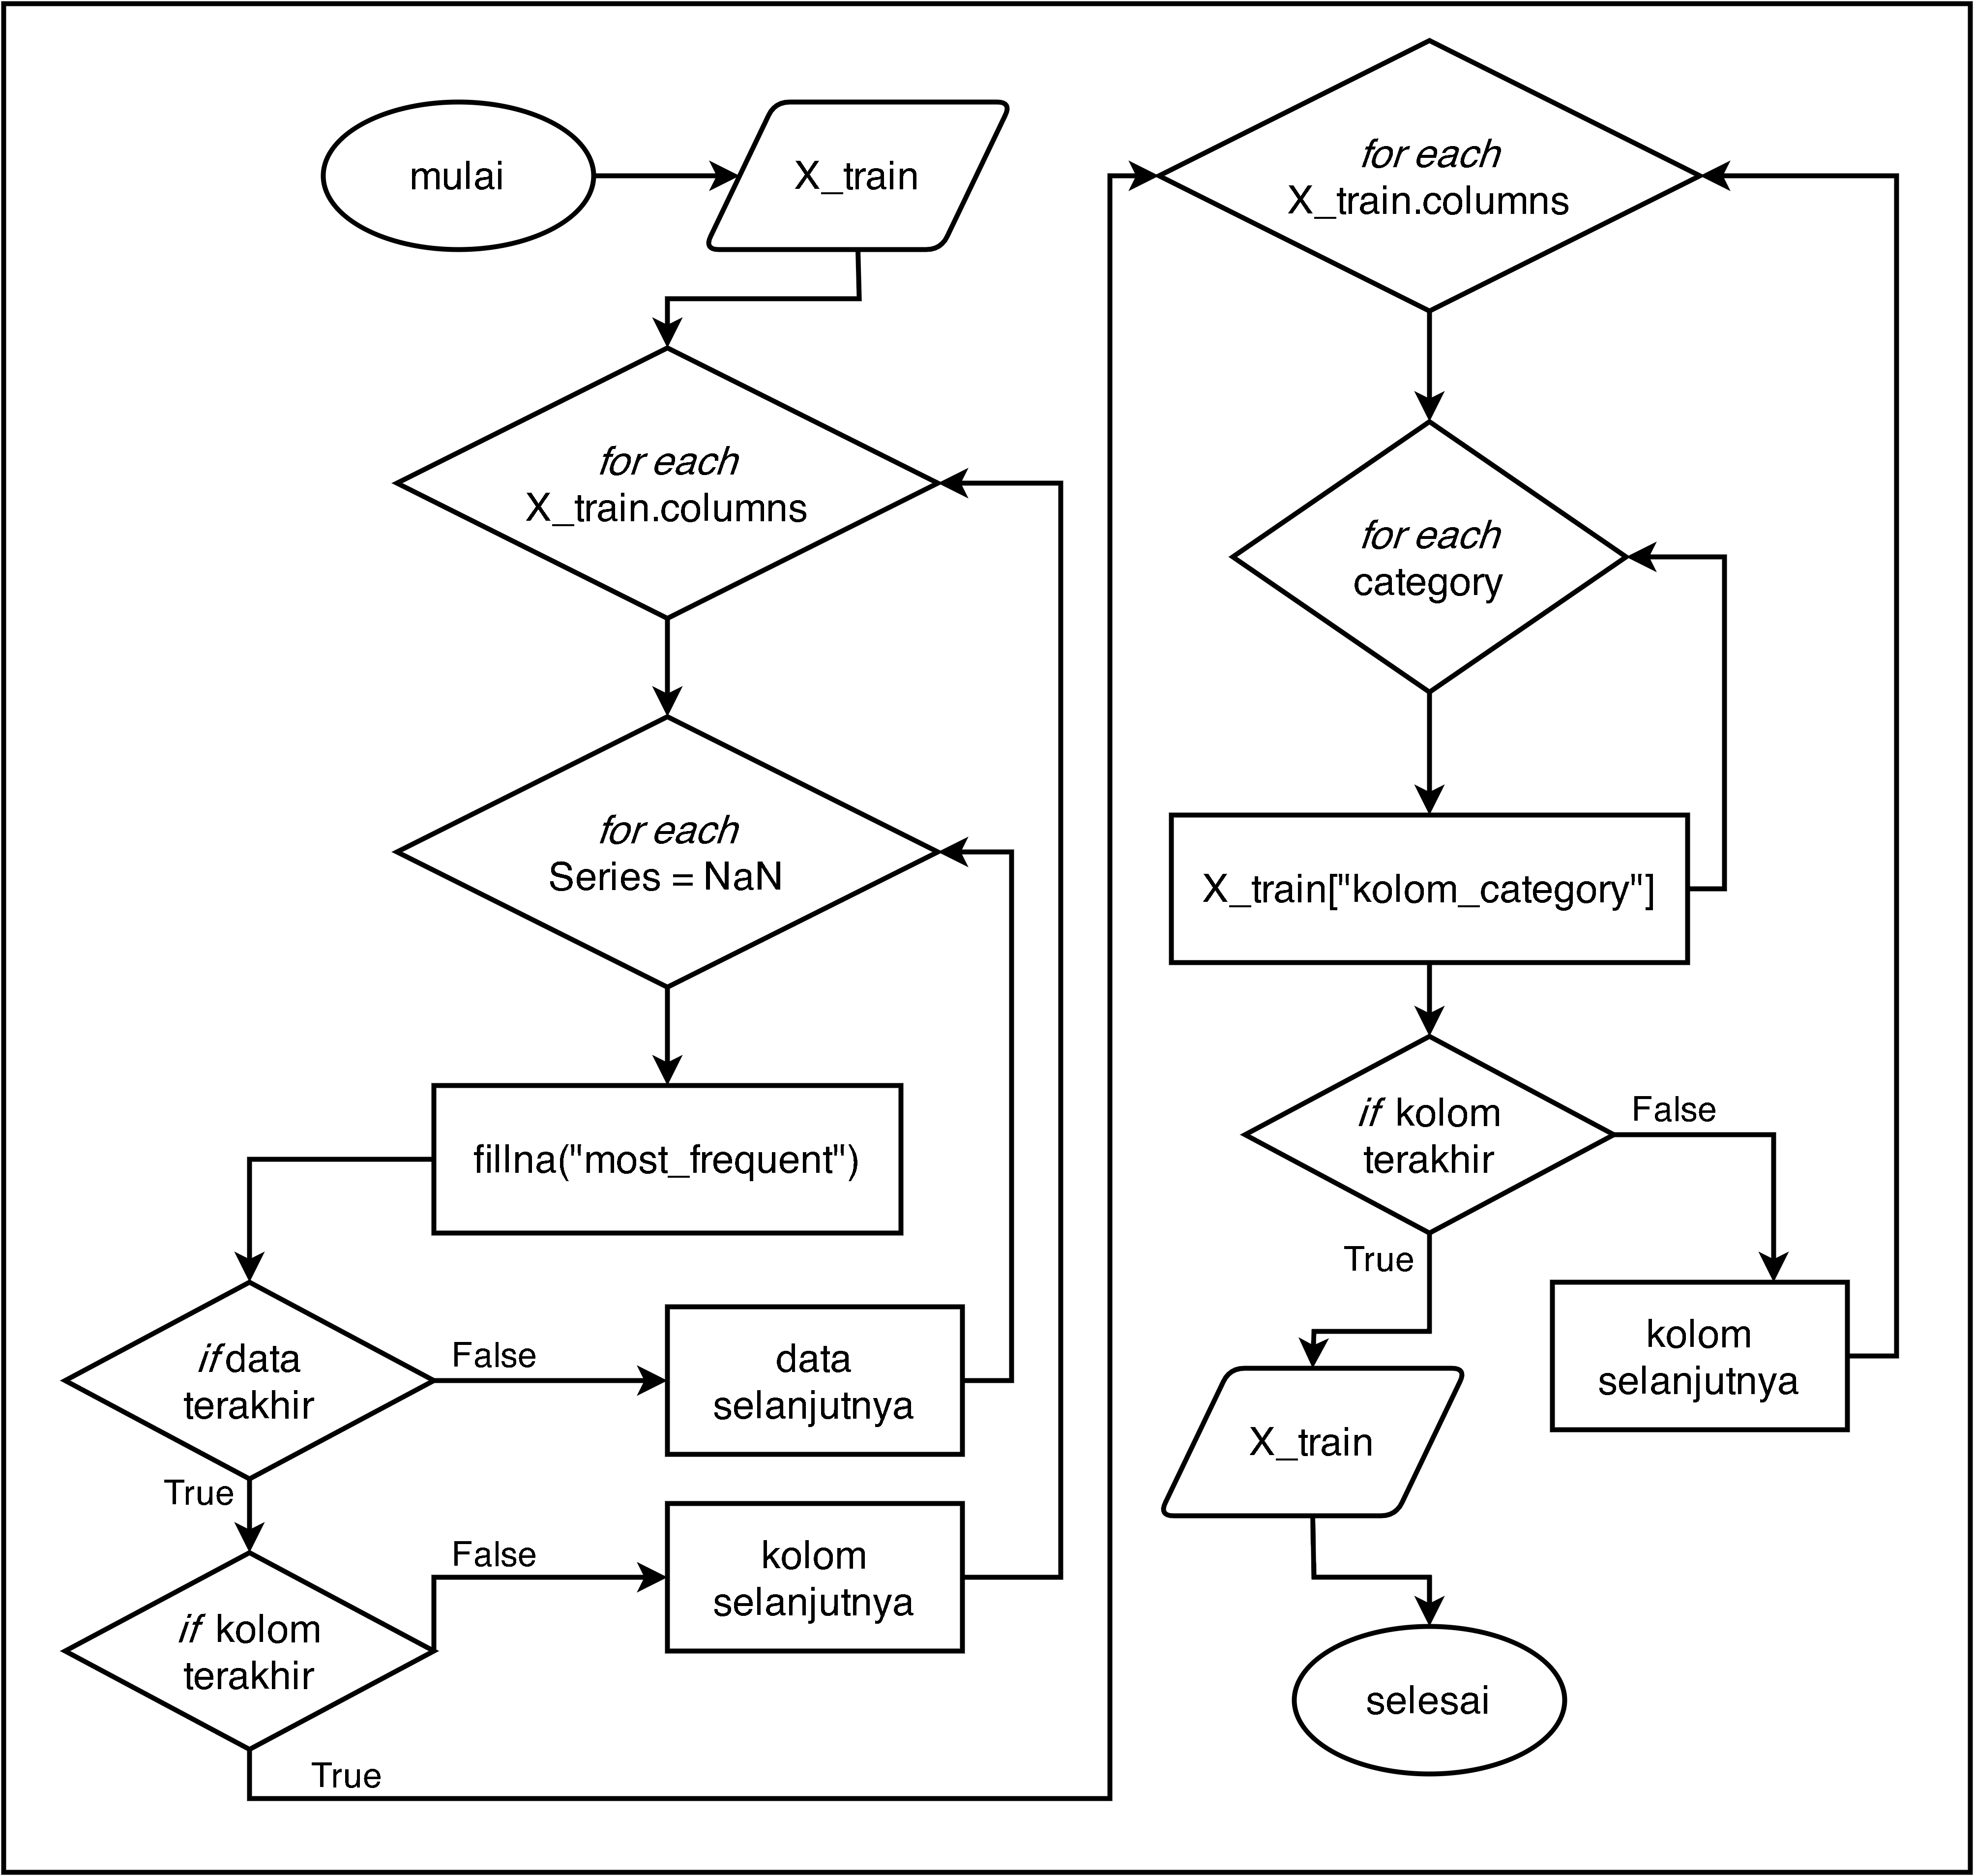 mulai
X_train
for each
X_train.columns
for each
Series = NaN
fillna("most_frequent")
if data
terakhir
False
data
selanjutnya
True
if kolom
terakhir
False
kolom
selanjutnya
True
for each
X_train.columns
for each
category
X_train["kolom_category"]
if kolom
terakhir
False
kolom
selanjutnya
True
X_train
selesai